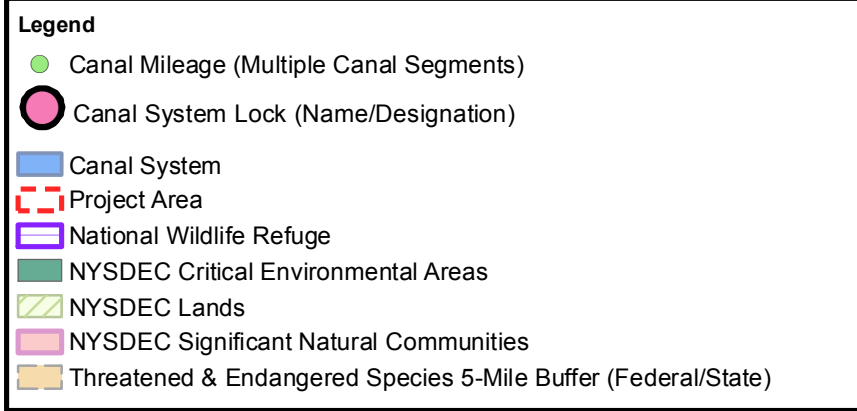 Legend
Canal Mileage (Multiple Canal Segments)
Canal System Lock (Name/Designation)
Canal System
Project Area
National Wildlife Refuge
NYSDEC Critical Environmental Areas
NYSDEC Lands
NYSDEC Significant Natural Communities
Threatened & Endangered Species 5-Mile Buffer (Federal/State)